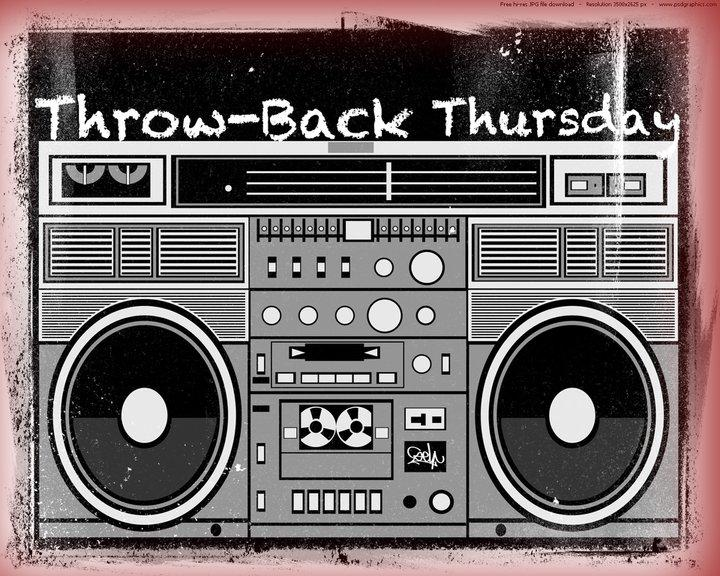 Free hi-res JPG file download - Resolution 3500x2625 px - www.psdgraphics.com
Throw-Back Thursday